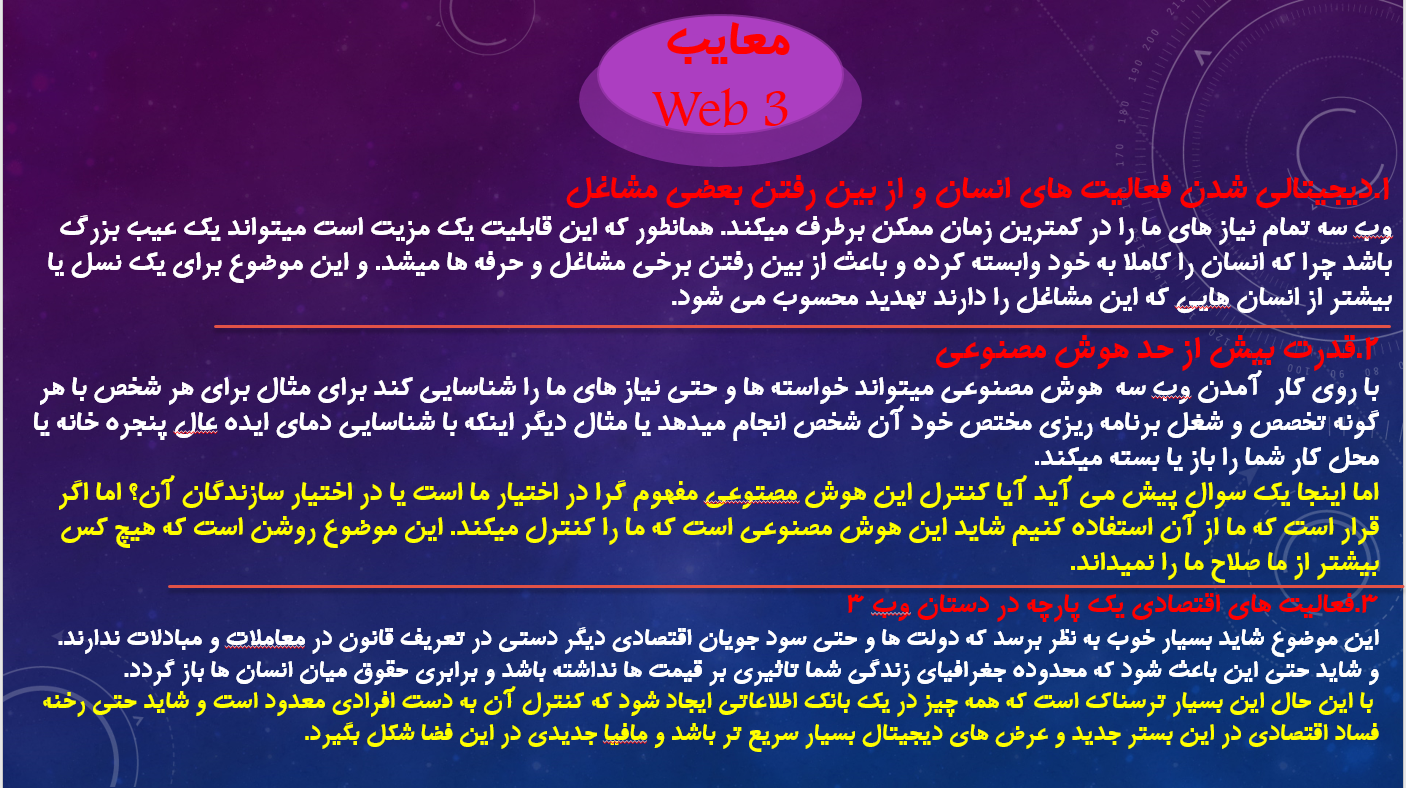 معایب
Web 3
۱.دیجیتالی شدن فعالیت های انسان و از بین رفتن بعضی مشاغل
وب سه تمام نیاز های ما را در کمترین زمان ممکن برطرف میکند. همانطور که این قابلیت یک مزیت است میتواند یک عیب بزرگ
باشد چرا که انسان را کاملا به خود وابسته کرده و باعث از بین رفتن برخی مشاغل و حرفه ها میشد. و این موضوع برای یک نسل یا
بیشتر از انسان هایی که این مشاغل را دارند تهدید محسوب می شود.
۲.قدرت بیش از حد هوش مصنوعی
با روی کار آمدن وب سه هوش مصنوعی میتواند خواسته ها و حتی نیاز های ما را شناسایی کند برای مثال برای هر شخص با هر
گونه تخصص و شغل برنامه ریزی مختص خود آن شخص انجام میدهد یا مثال دیگر اینکه با شناسایی دمای ایده عال پنجره خانه یا
محل کار شما را باز یا بسته میکند.
اما اینجا یک سوال پیش می آید آیا کنترل این هوش مصتوعی مفهوم گرا در اختیار ما است یا در اختیار سازندگان آن؟ اما اگر
قرار است که ما از آن استفاده کنیم شاید این هوش مصنوعی است که ما را کنترل میکند. این موضوع روشن است که هیچ کس
بیشتر از ما صلاح ما را نمیداند.
۳.فعالیت های اقتصادی یک پارچه در دستان وب ۳
این موضوع شاید بسیار خوب به نظر برسد که دولت ها و حتی سود جویان اقتصادی دیگر دستی در تعریف قانون در معاملات و مبادلات ندارند.
و شاید حتی این باعث شود که محدوده جغرافیای زندگی شما تاثیری بر قیمت ها نداشته باشد و برابری حقوق میان انسان ها باز گردد.
با این حال این بسیار ترسناک است که همه چیز در یک بانک اطلاعاتی ایجاد شود که کنترل آن به دست افرادی معدود است و شاید حتی رخنه
فساد اقتصادی در این بستر جدید و عرض های دیجیتال بسیار سریع تر باشد و مافیا جدیدی در این فضا شکل بگیرد.